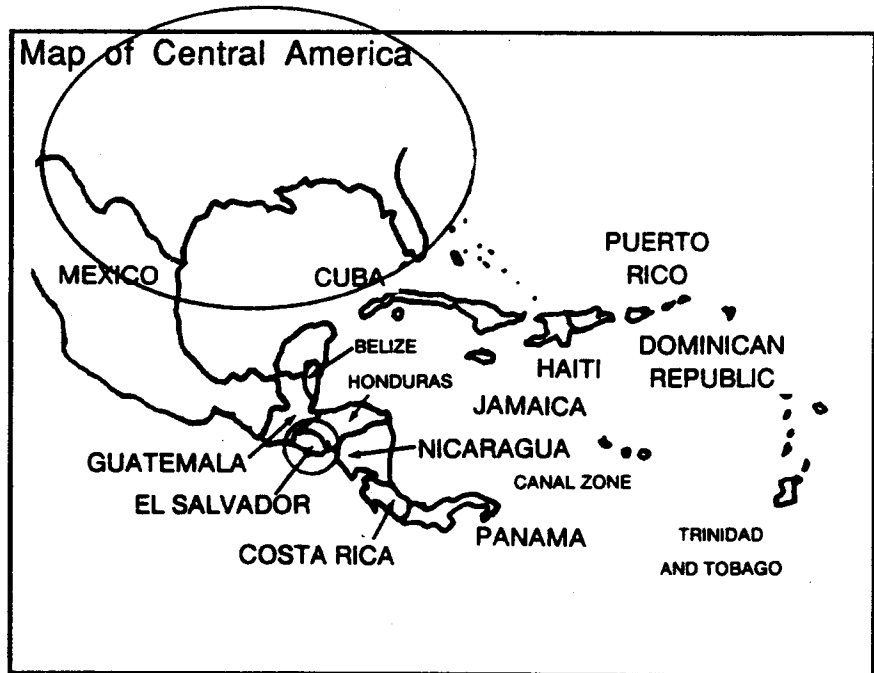 Map of Central America
PUERTO
RICO
MEXICO
CUBA
BELIZE
HONDURAS
HAITI
DOMINICAN
REPUBLIC
JAMAICA
GUATEMALA
NICARAGUA
EL SALVADOR
CANAL ZONE
COSTA RICA
PANAMA
TRINIDAD
AND TOBAGO